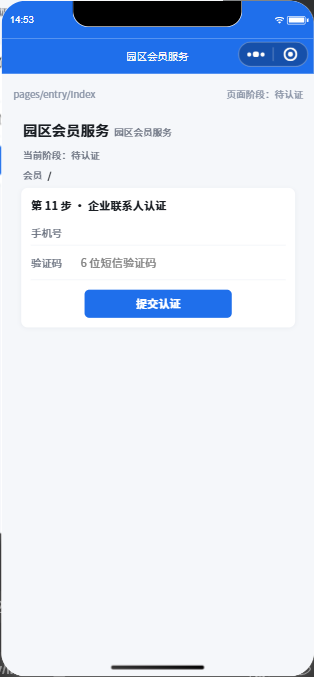 14:53
园区会员服务
pages/entry/index 页面阶段：待认证
园区会员服务 园区会员服务
当前阶段：待认证
会员 /
第 11 步 · 企业联系人认证
手机号
验证码 6 位短信验证码
提交认证